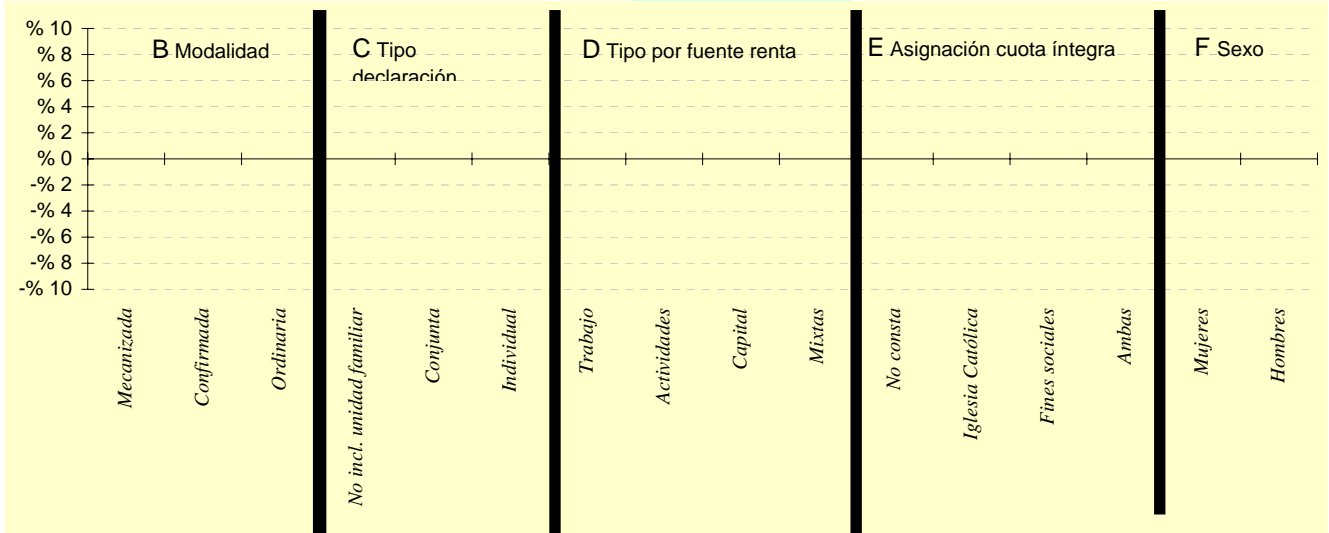 % 10
% 8
% 6
% 4
% 2
% 0
-% 2
-% 4
-% 6
-% 8
-% 10
B Modalidad
C Tipo
declaración
D Tipo por fuente renta
E Asignación cuota íntegra
F Sexo
Mecanizada
Confirmada
Ordinaria
No incl. unidad familiar
Conjunta
Individual
Trabajo
Actividades
Capital
Mixtas
No consta
Iglesia Católica
Fines sociales
Ambas
Mujeres
Hombres